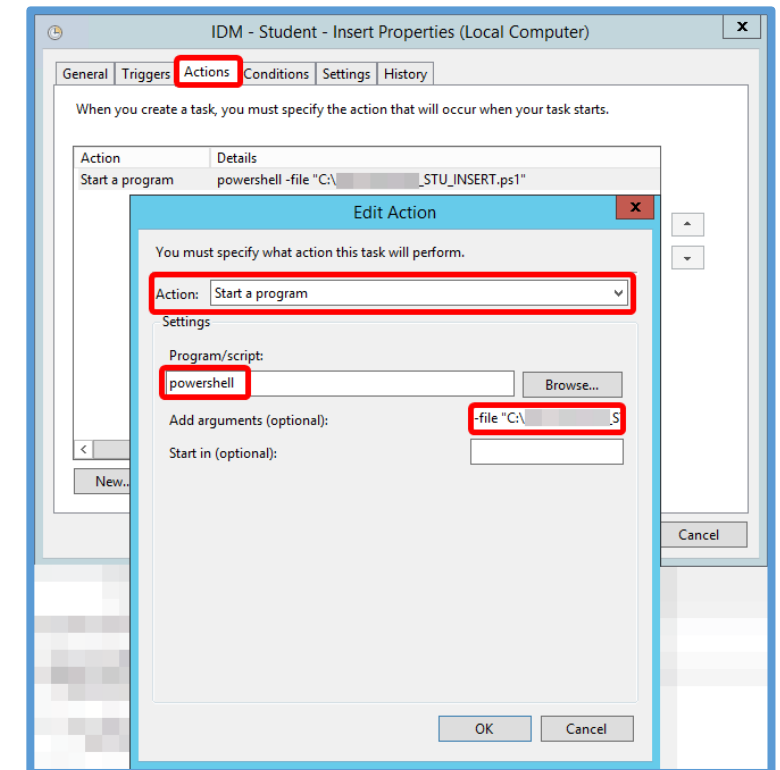 IDM - Student - Insert Properties (Local Computer)
x
General Triggers Actions Conditions Settings History
When you create a task, you must specify the action that will occur when your task starts.
Action Details
Start a program powershell -file "C:\ _STU_INSERT.ps1"
Edit Action
x
You must specify what action this task will perform.
Action: Start a program
Settings
Program/script:
powershell
Browse...
Add arguments (optional): -file "C:\ _S
Start in (optional):
<
New..
Cancel
OK Cancel